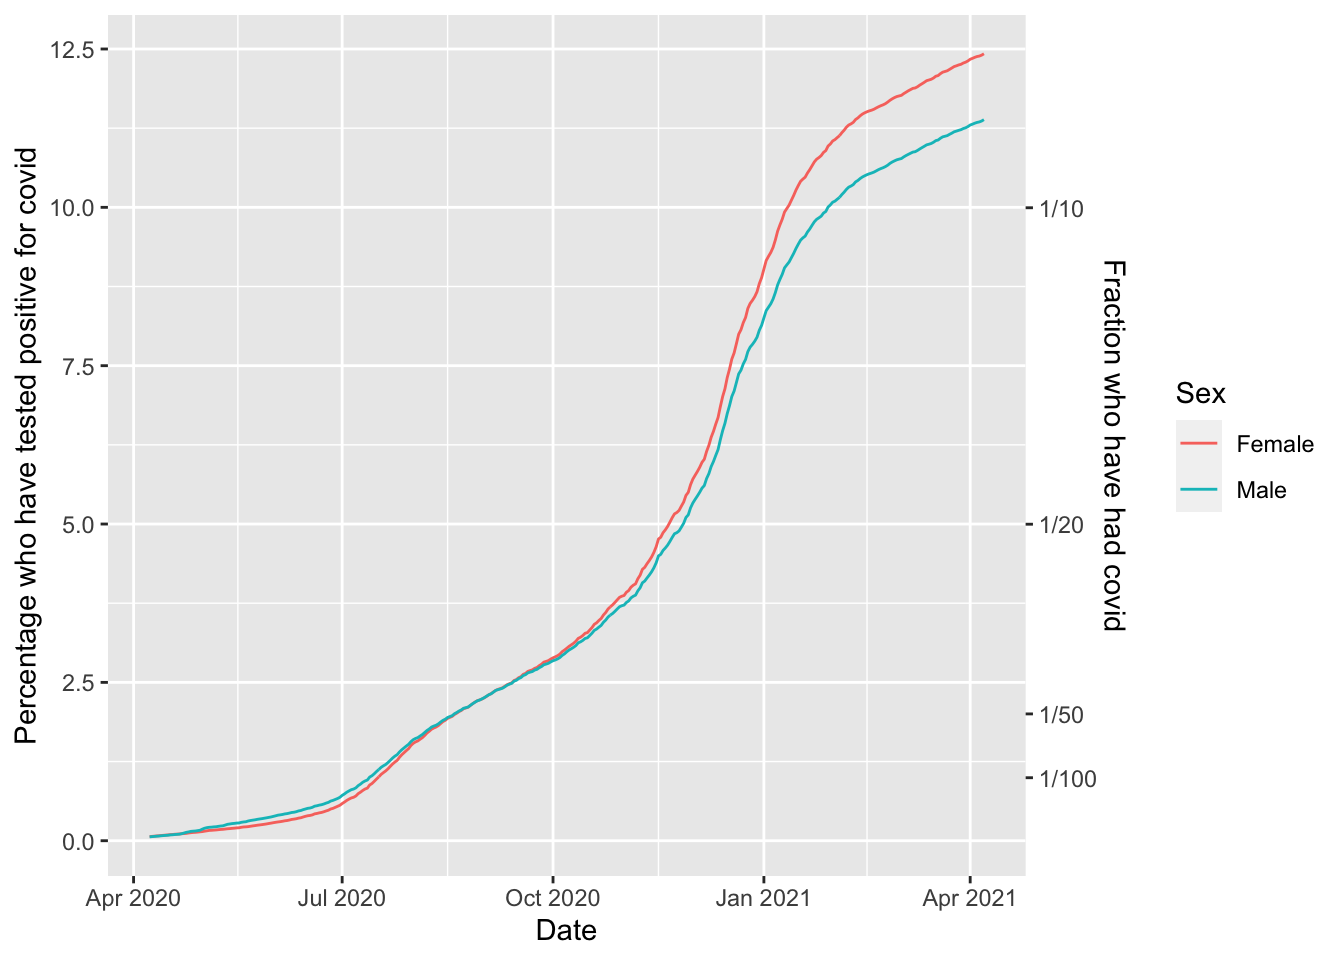 Percentage who have tested positive for covid
12.5
10.0
7.5
5.0
2.5
0.0
Apr 2020
Jul 2020
Oct 2020
Jan 2021
Apr 2021
Date
1/10
1/20
1/50
1/100
Fraction who have had covid
Sex
Female
Male